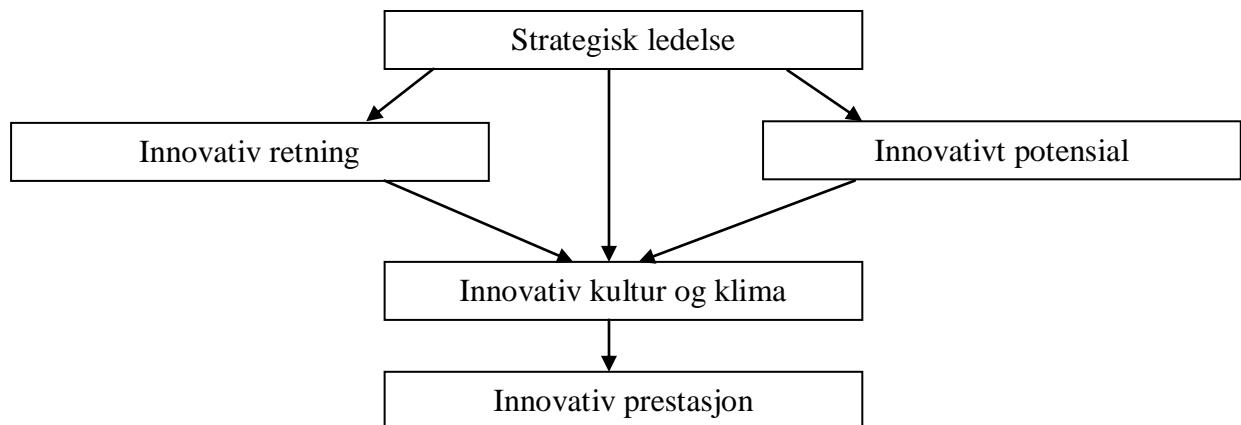 Strategisk ledelse
Innovativ retning
Innovativt potensial
Innovativ kultur og klima
Innovativ prestasjon